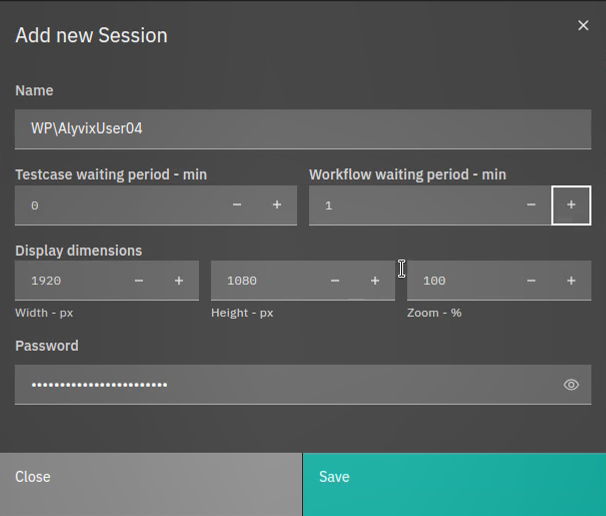 Add new Session
Name
WP\AlyvixUser04
Testcase waiting period - min
Workflow waiting period - min
0
1
Display dimensions
1920
1080
100
Width - px
Height - px
Zoom - %
Password
••••••••••••••••••••••••
Close
Save